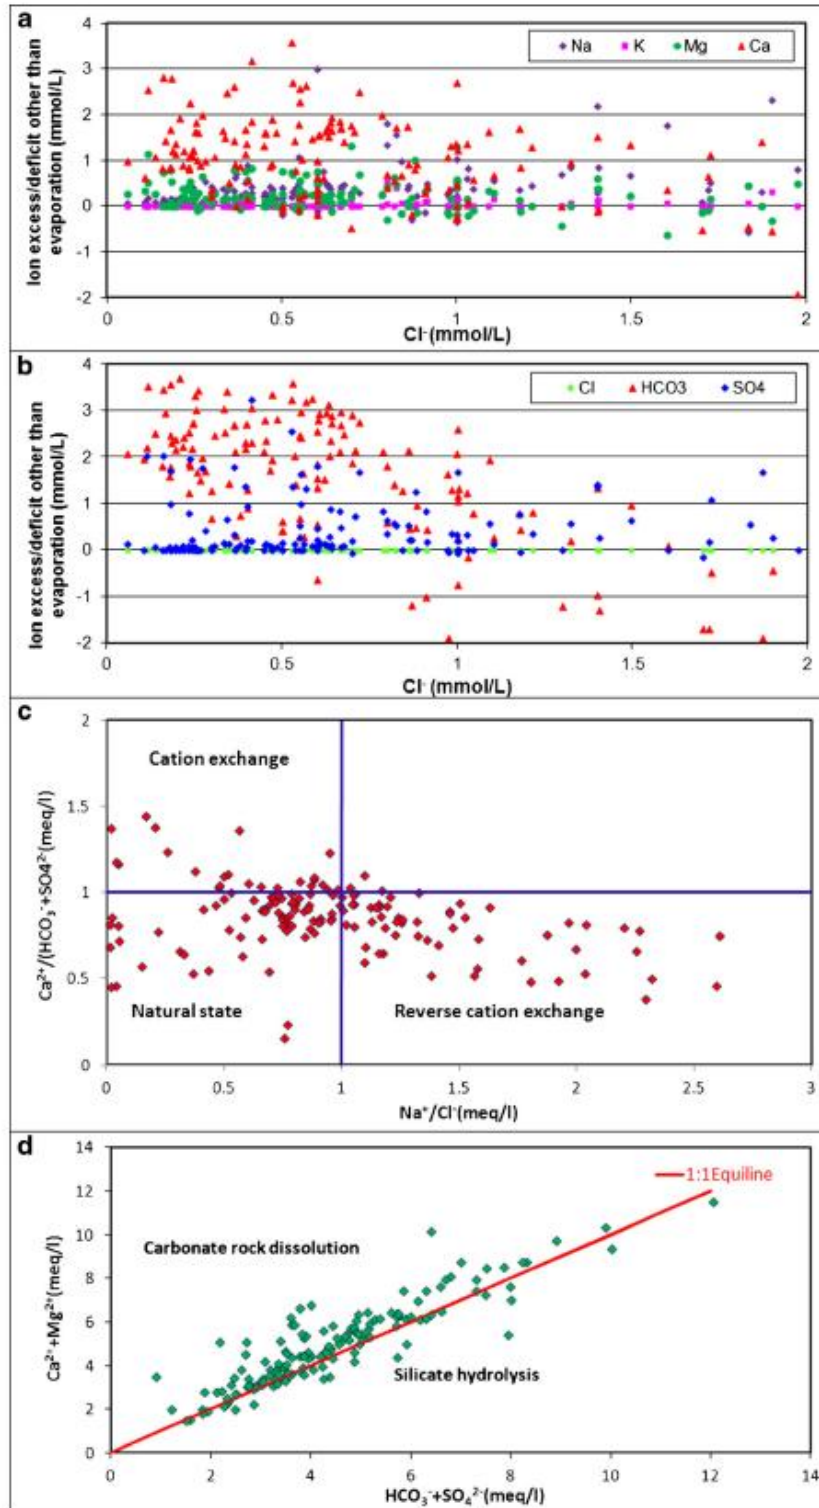 a
Ion excess/deficit other than
evaporation (mmol/L)
4
3
2
1
0
-1
-2
Na K Mg Ca
0 0.5 1 1.5 2
Cl⁻(mmol/L)
b
Ion excess/deficit other than
evaporation (mmol/L)
4
3
2
1
0
-1
-2
Cl HCO3 SO4
0 0.5 1 1.5 2
Cl⁻ (mmol/L)
c
Ca²⁺/(HCO₃⁻+SO4²⁻(meq/l)
2
1.5
1
0.5
0
Cation exchange
Natural state
Reverse cation exchange
0 0.5 1 1.5 2 2.5 3
Na⁺/Cl⁻(meq/l)
d
Ca²⁺+Mg²⁺(meq/l)
14
12
10
8
6
4
2
0
1:1Equiline
Carbonate rock dissolution
Silicate hydrolysis
0 2 4 6 8 10 12 14
HCO₃⁻+SO₄²⁻(meq/l)